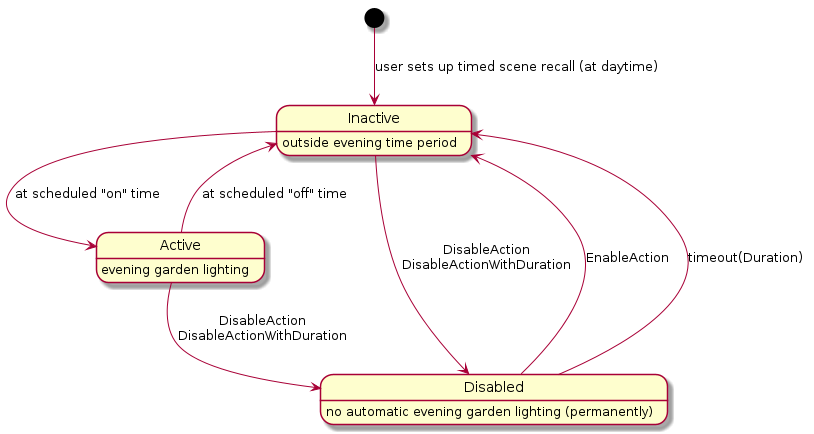 user sets up timed scene recall (at daytime)
Inactive
outside evening time period
at scheduled "on" time
at scheduled "off" time
Active
evening garden lighting
DisableAction
DisableActionWithDuration
EnableAction
timeout(Duration)
DisableAction
DisableActionWithDuration
Disabled
no automatic evening garden lighting (permanently)